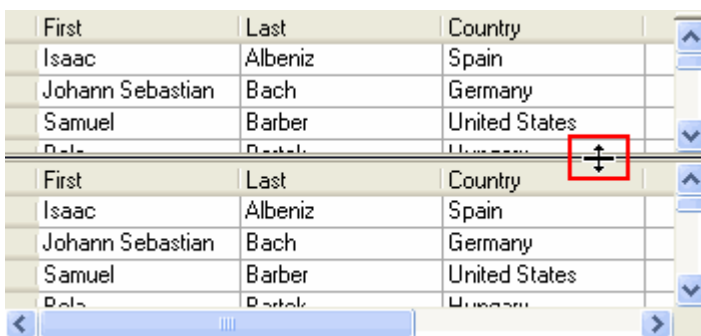 First Last Country
Isaac Albeniz Spain
Johann Sebastian Bach Germany
Samuel Barber United States
First Last Country
Isaac Albeniz Spain
Johann Sebastian Bach Germany
Samuel Barber United States